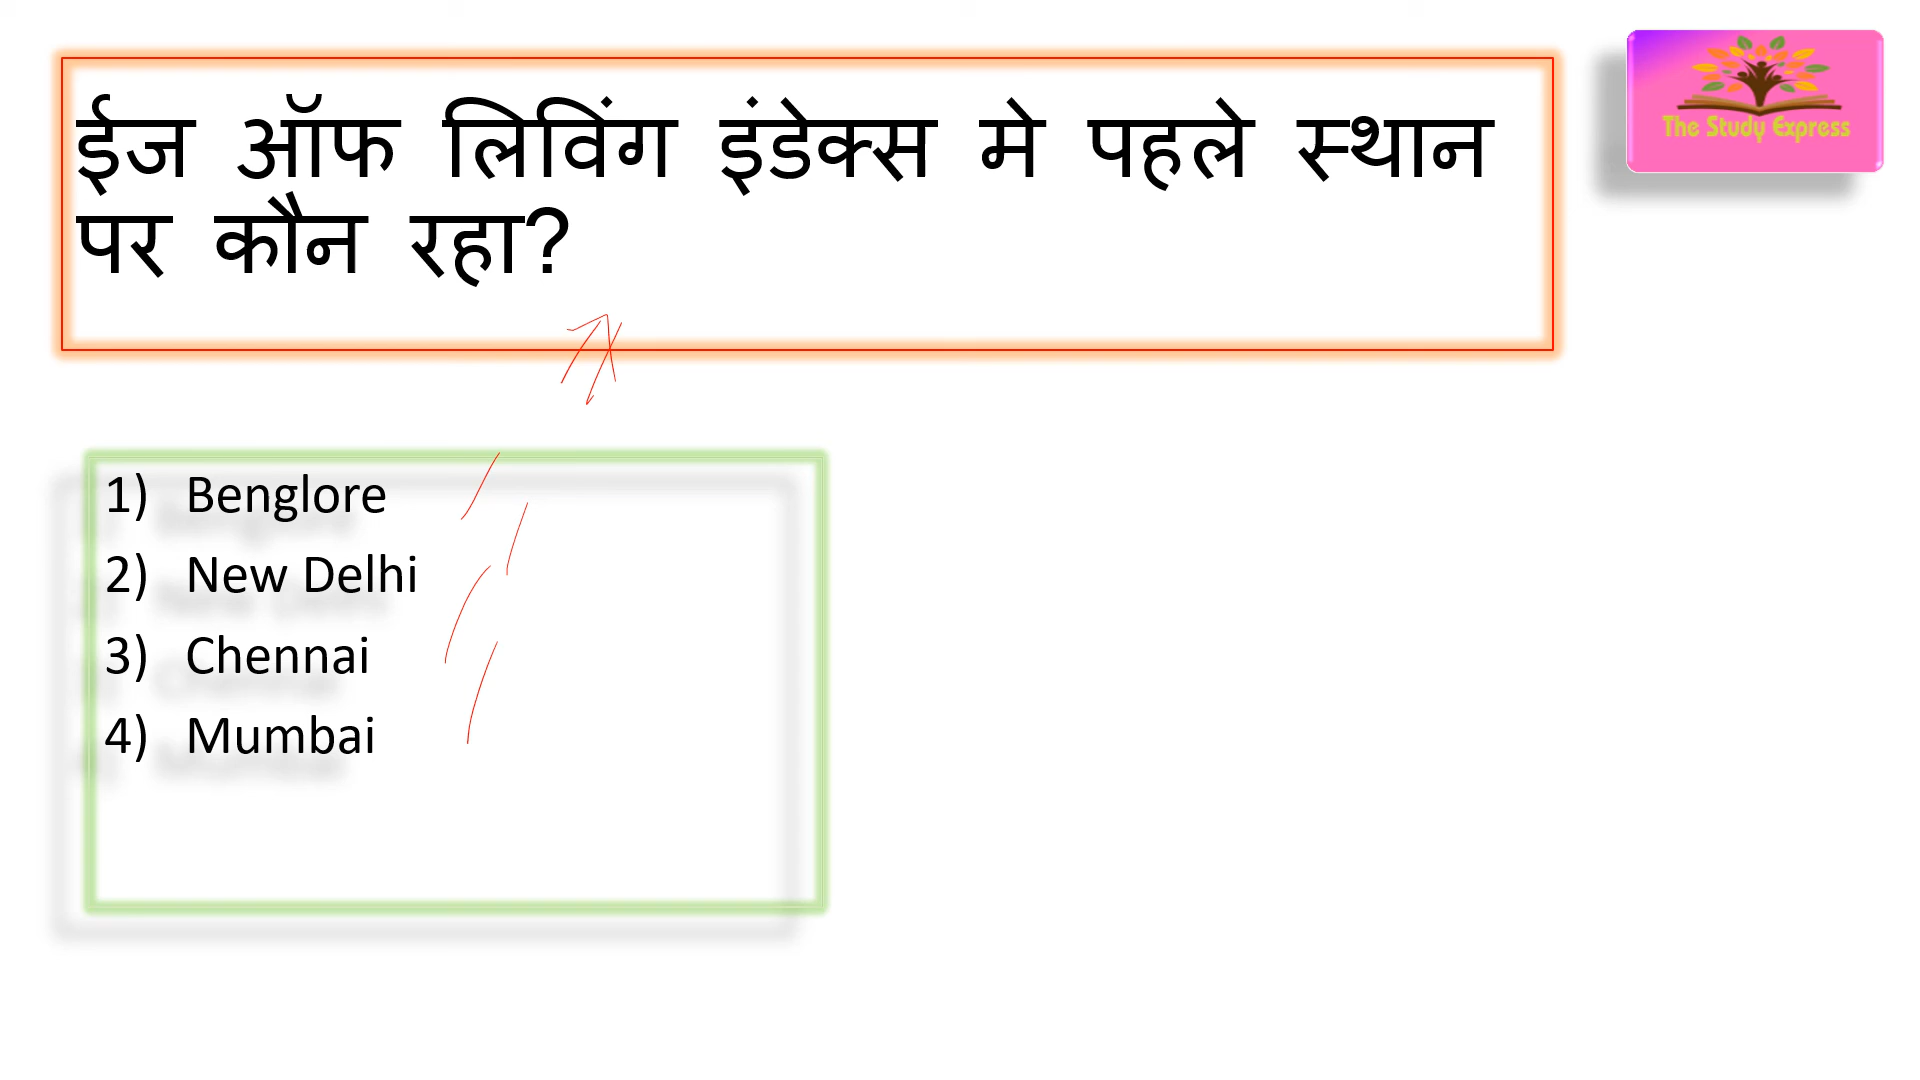 ईज ऑफ लिविंग इंडेक्स मे पहले स्थान
पर कौन रहा?
The Study Express
1) Benglore
2) New Delhi
3) Chennai
4) Mumbai